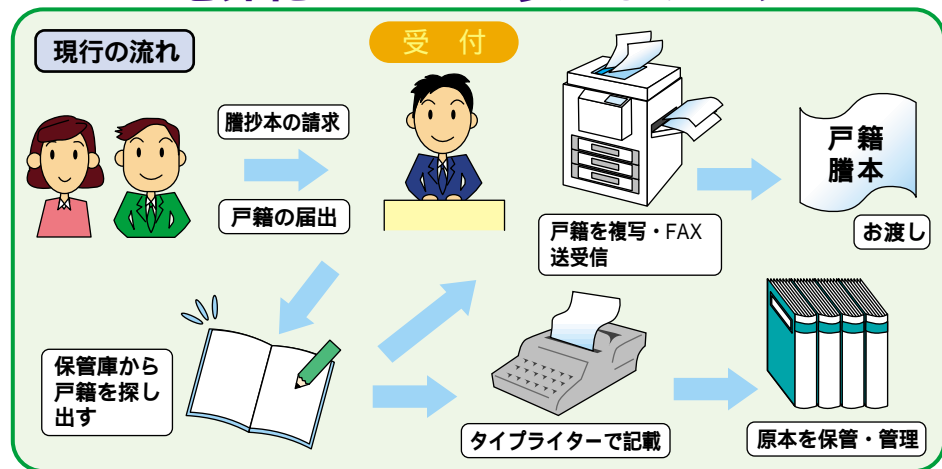 現行の流れ
受 付
謄抄本の請求
戸籍の届出
戸籍を複写・FAX
送受信
戸籍
謄本
お渡し
保管庫から
戸籍を探し
出す
タイプライターで記載
原本を保管・管理